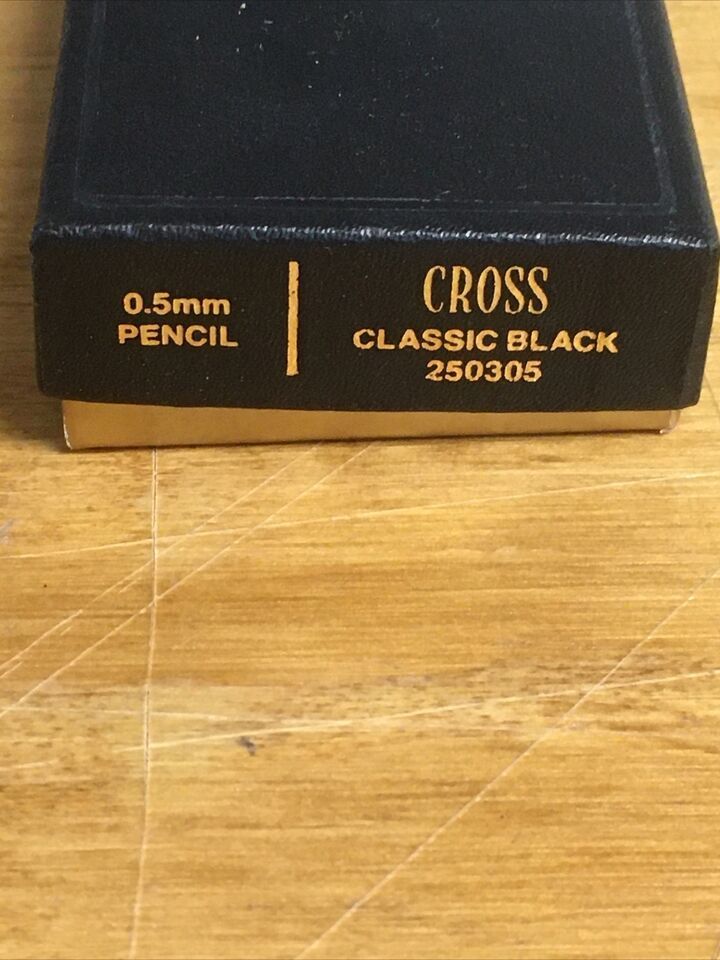 0.5mm
PENCIL
CROSS
CLASSIC BLACK
250305